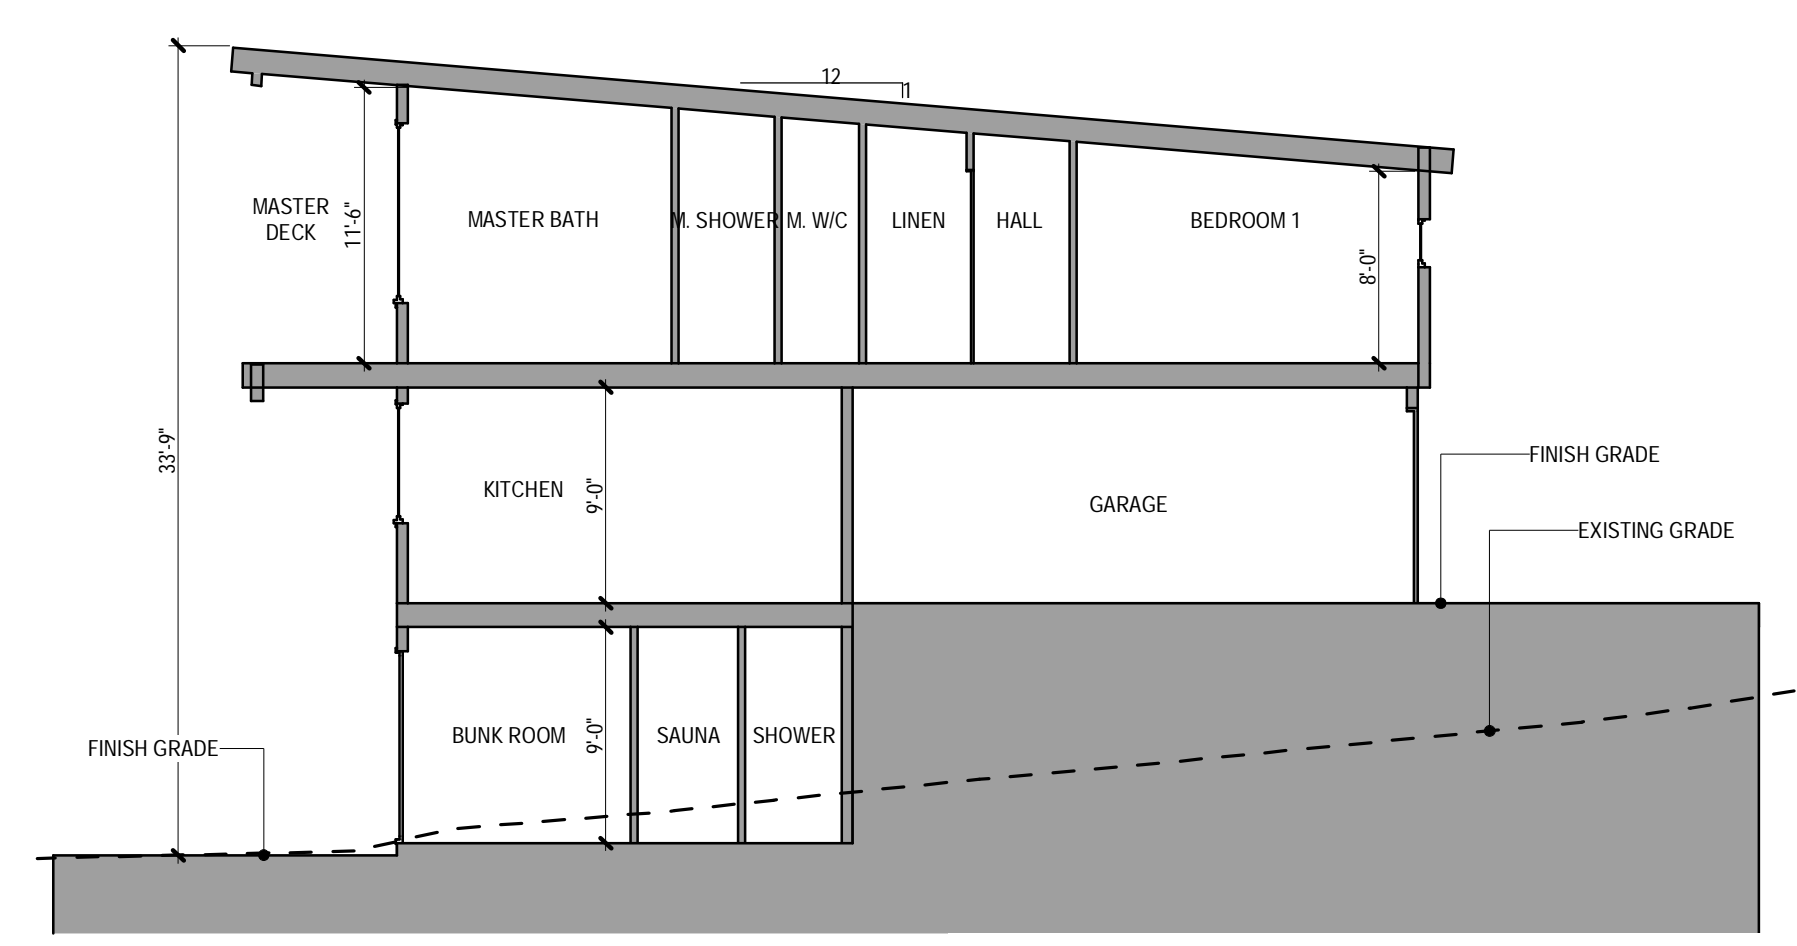 12
1
MASTER
DECK
11'-6"
MASTER BATH
M. SHOWER
M. W/C
LINEN
HALL
BEDROOM 1
8'-0"
33'-9"
KITCHEN
9'-0"
GARAGE
FINISH GRADE
EXISTING GRADE
BUNK ROOM
9'-0"
SAUNA
SHOWER
FINISH GRADE